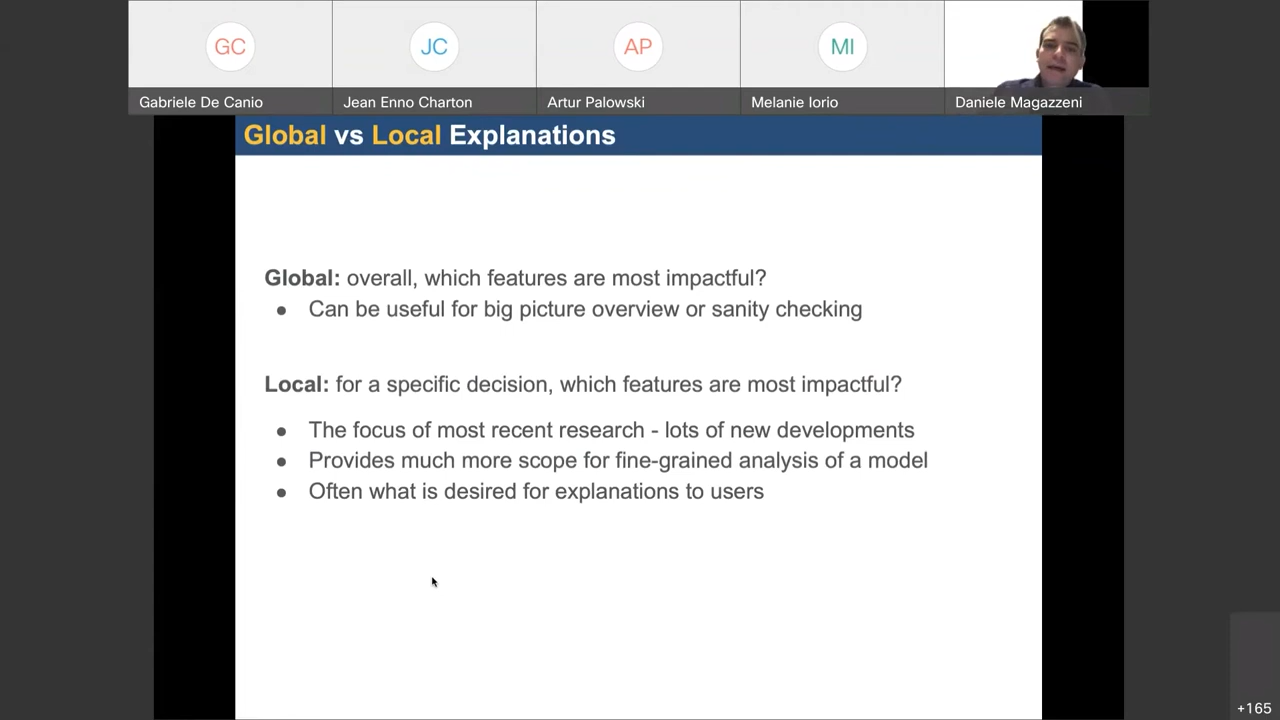 GC
JC
AP
MI
Gabriele De Canio
Jean Enno Charton
Artur Palowski
Melanie Iorio
Daniele Magazzeni
Global vs Local Explanations
Global: overall, which features are most impactful?
● Can be useful for big picture overview or sanity checking
Local: for a specific decision, which features are most impactful?
● The focus of most recent research - lots of new developments
● Provides much more scope for fine-grained analysis of a model
● Often what is desired for explanations to users
+165